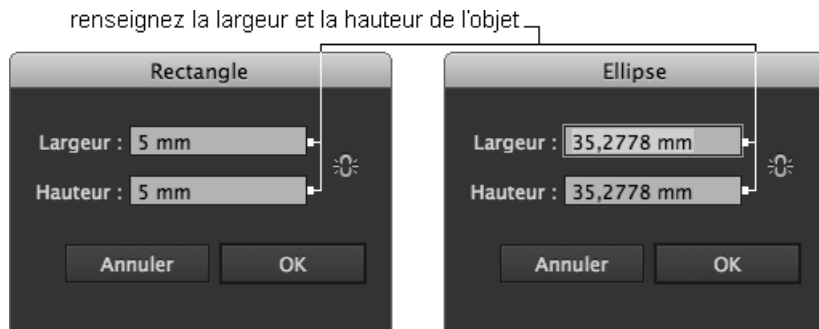 renseignez la largeur et la hauteur de l'objet
Rectangle
Largeur : 5 mm
Hauteur : 5 mm
Annuler OK
Ellipse
Largeur : 35,2778 mm
Hauteur : 35,2778 mm
Annuler OK